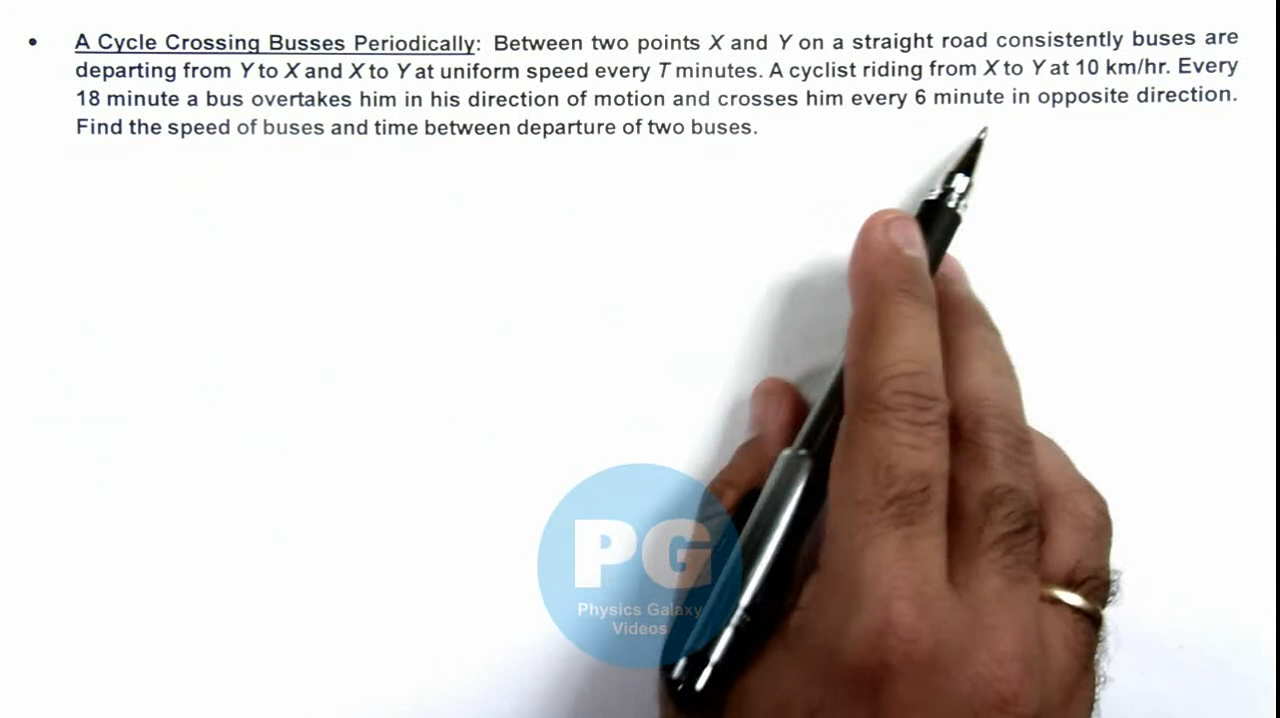 • A Cycle Crossing Busses Periodically: Between two points X and Y on a straight road consistently buses are
departing from Y to X and X to Y at uniform speed every T minutes. A cyclist riding from X to Y at 10 km/hr. Every
18 minute a bus overtakes him in his direction of motion and crosses him every 6 minute in opposite direction.
Find the speed of buses and time between departure of two buses.
PG
Physics Galaxy
Videos